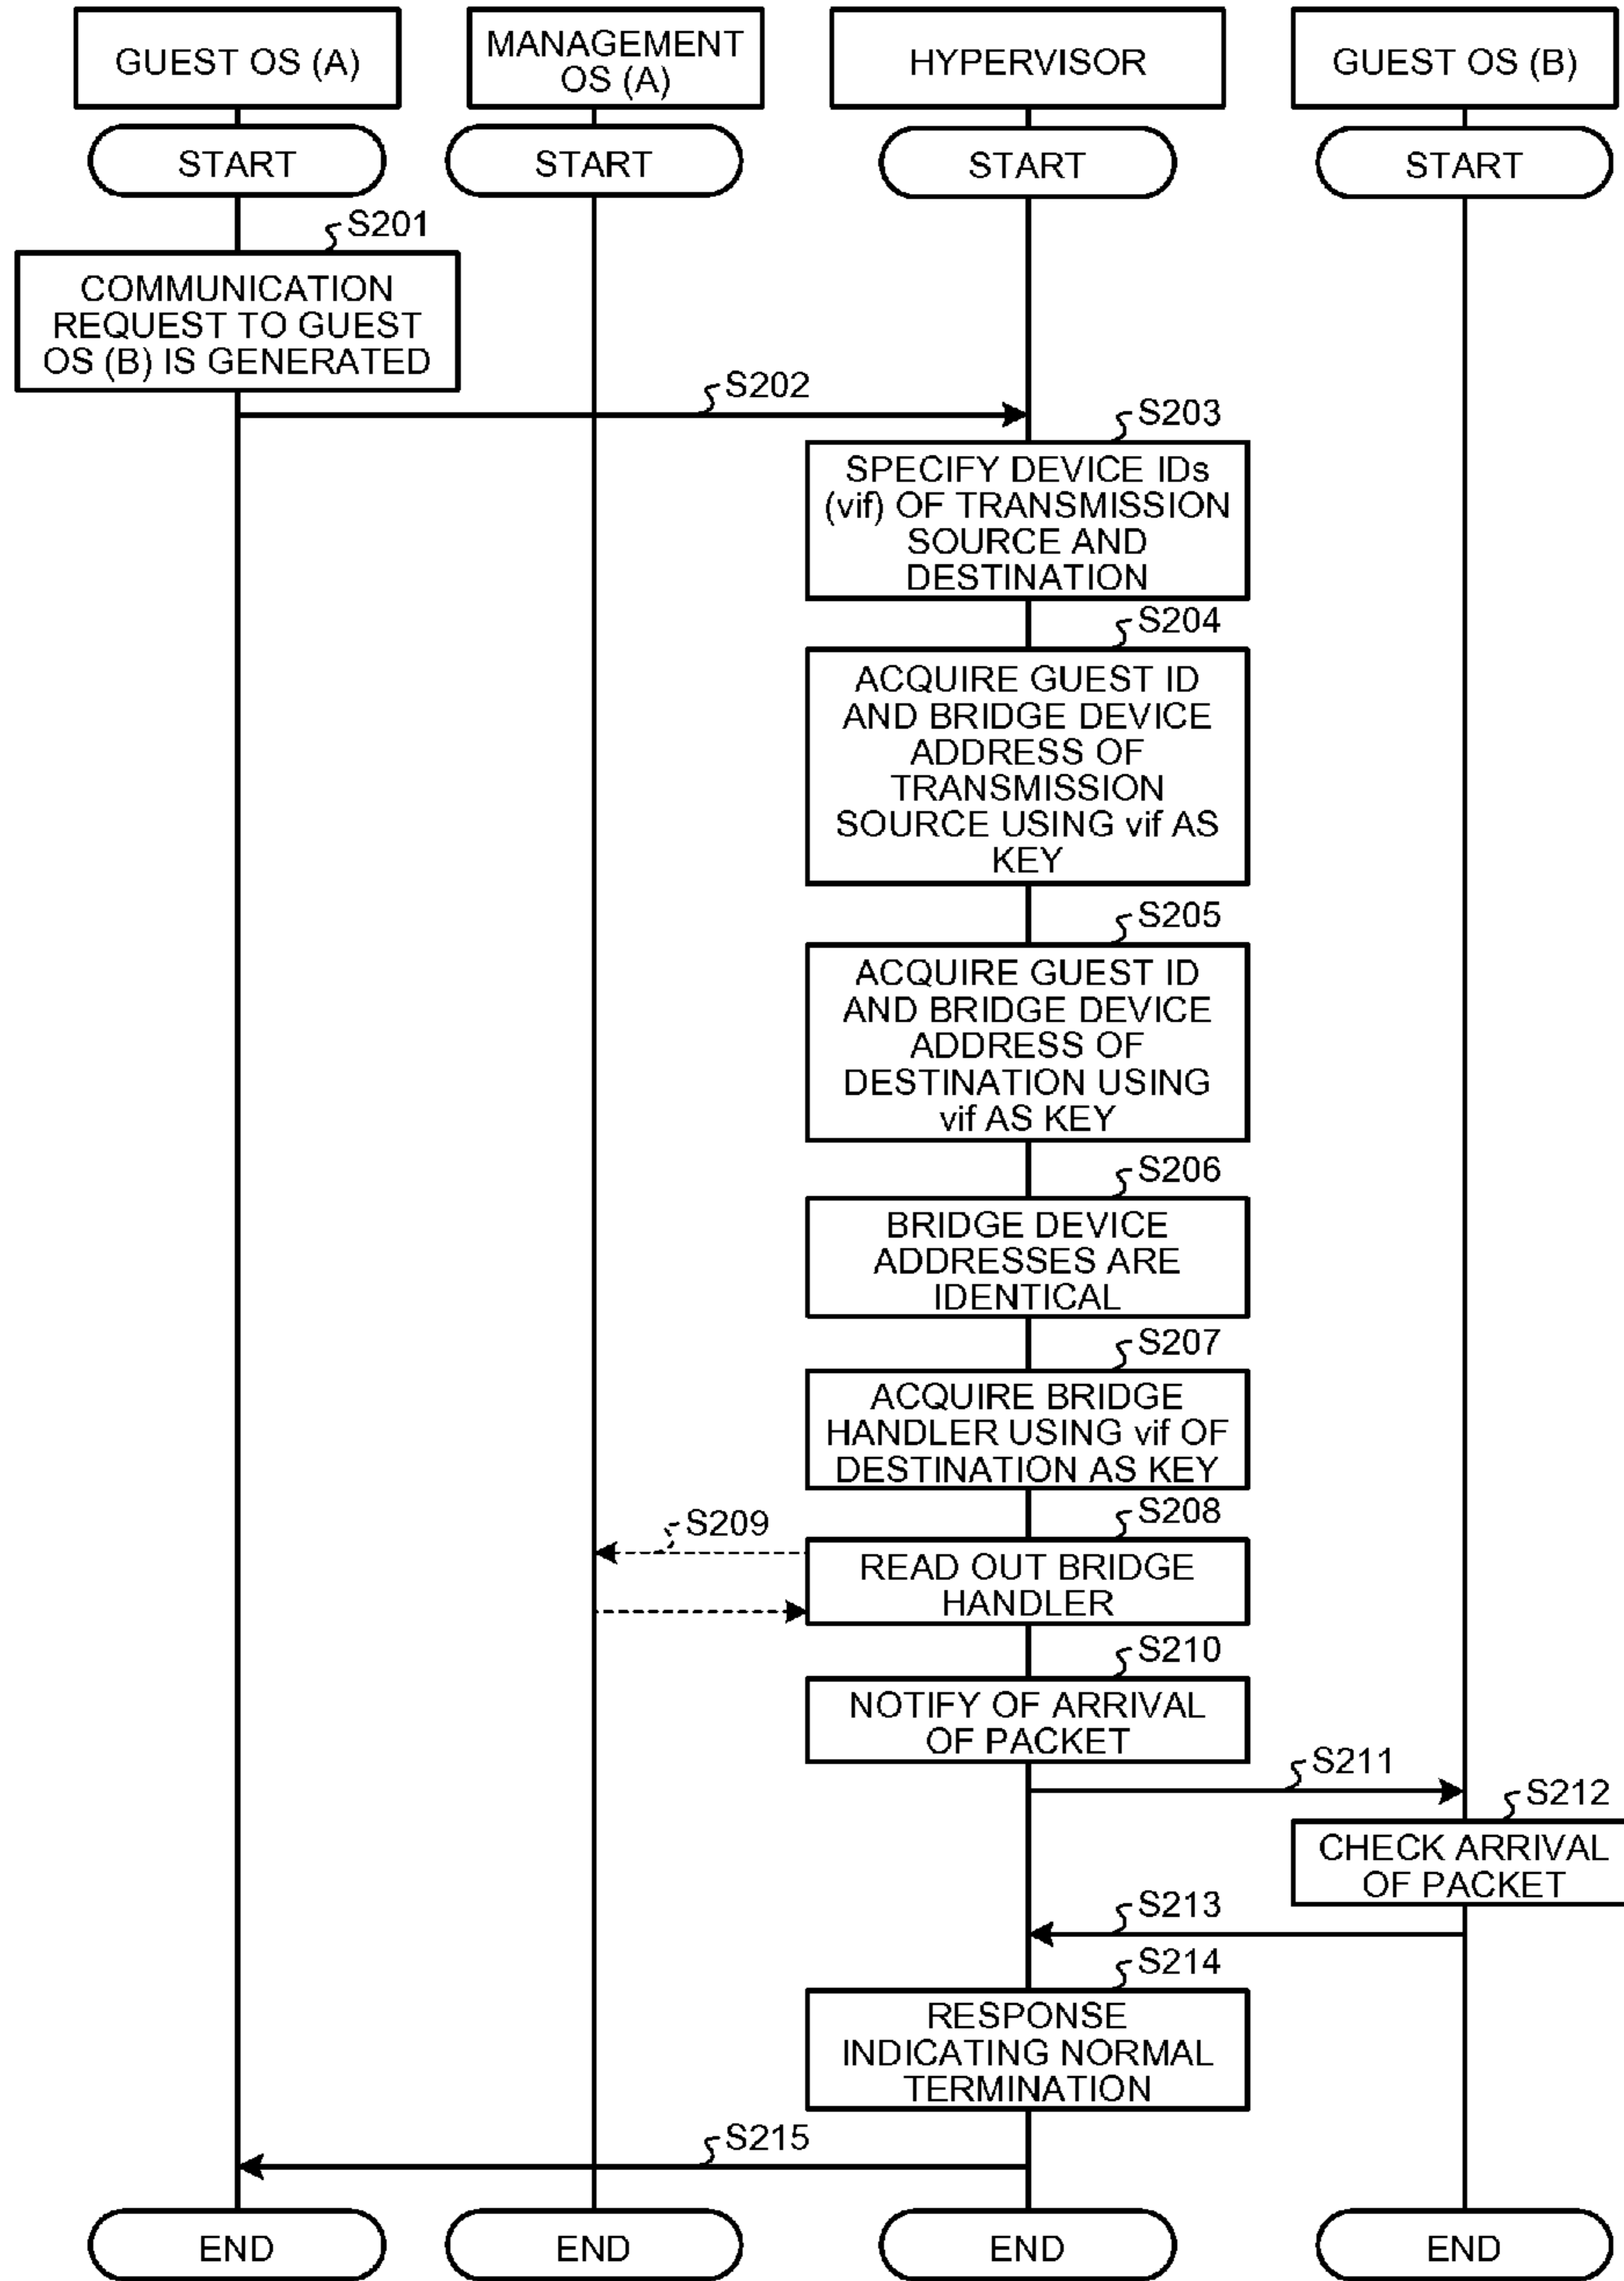 GUEST OS (A)
MANAGEMENT
OS (A)
HYPERVISOR
GUEST OS (B)
START
START
START
START
S201
COMMUNICATION
REQUEST TO GUEST
OS (B) IS GENERATED
S202
S203
SPECIFY DEVICE IDs
(vif) OF TRANSMISSION
SOURCE AND
DESTINATION
S204
ACQUIRE GUEST ID
AND BRIDGE DEVICE
ADDRESS OF
TRANSMISSION
SOURCE USING vif AS
KEY
S205
ACQUIRE GUEST ID
AND BRIDGE DEVICE
ADDRESS OF
DESTINATION USING
vif AS KEY
S206
BRIDGE DEVICE
ADDRESSES ARE
IDENTICAL
S207
ACQUIRE BRIDGE
HANDLER USING vif OF
DESTINATION AS KEY
S209
S208
READ OUT BRIDGE
HANDLER
S210
NOTIFY OF ARRIVAL
OF PACKET
S211
S212
CHECK ARRIVAL
OF PACKET
S213
S214
RESPONSE
INDICATING NORMAL
TERMINATION
S215
END
END
END
END